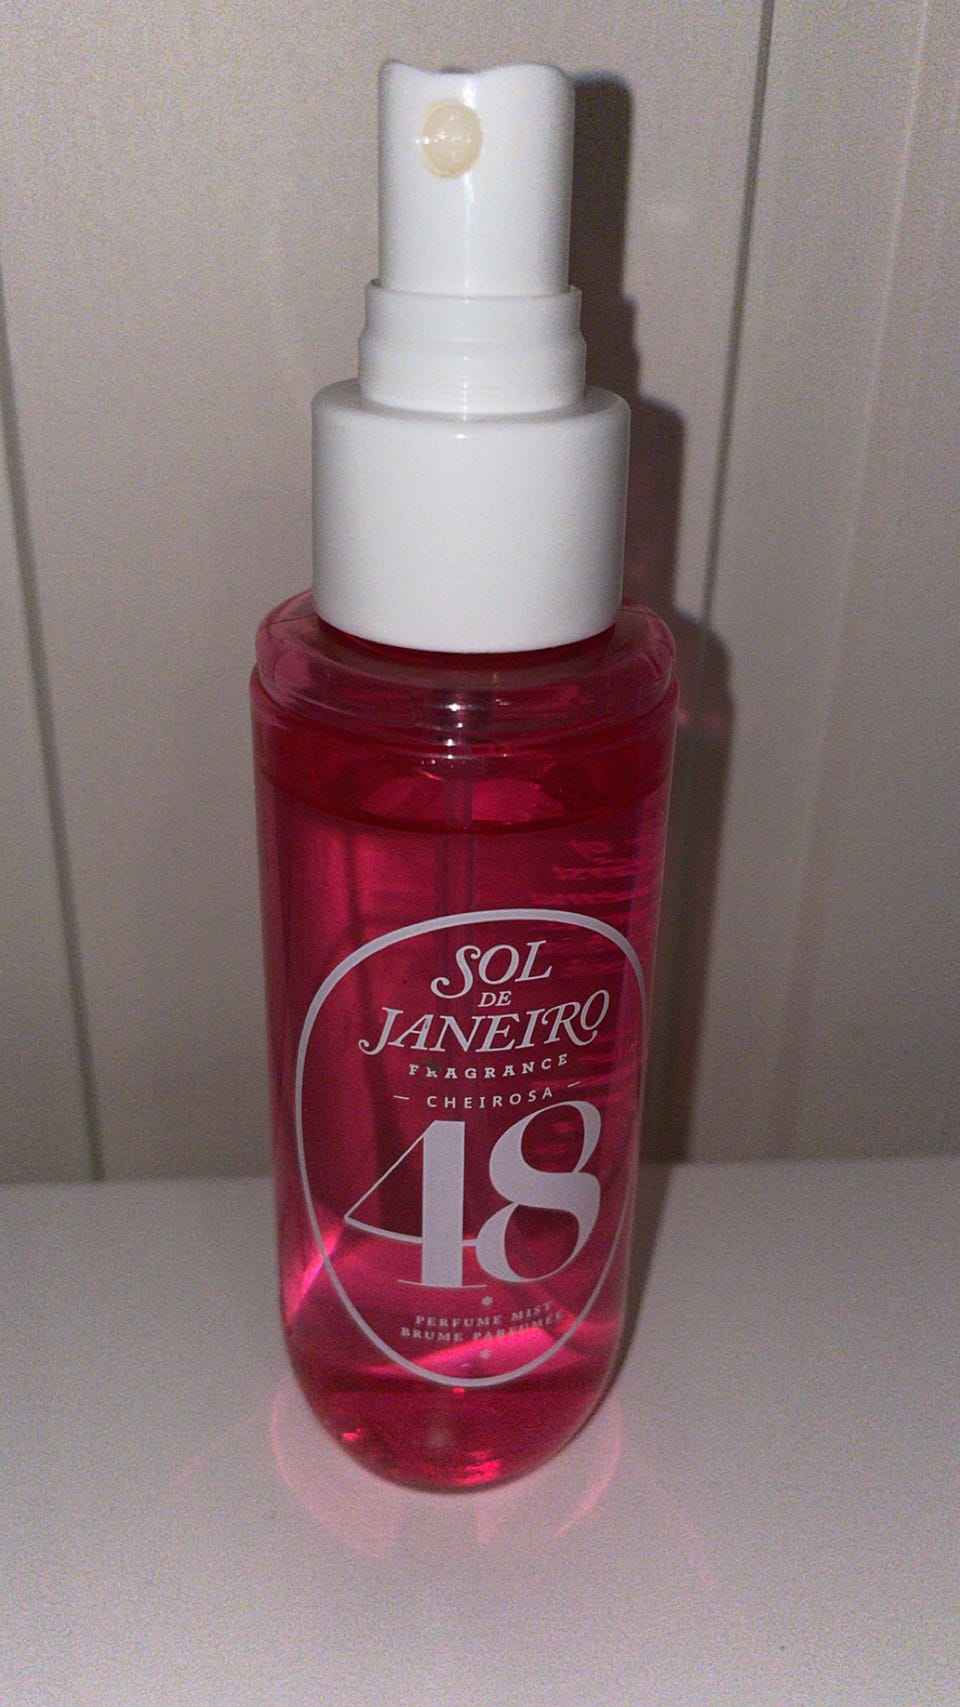 SOL
DE
JANEIRO
FRAGRANCE
— CHEIROSA —
48
PERFUME MIST
BRUME PARFUMÉE